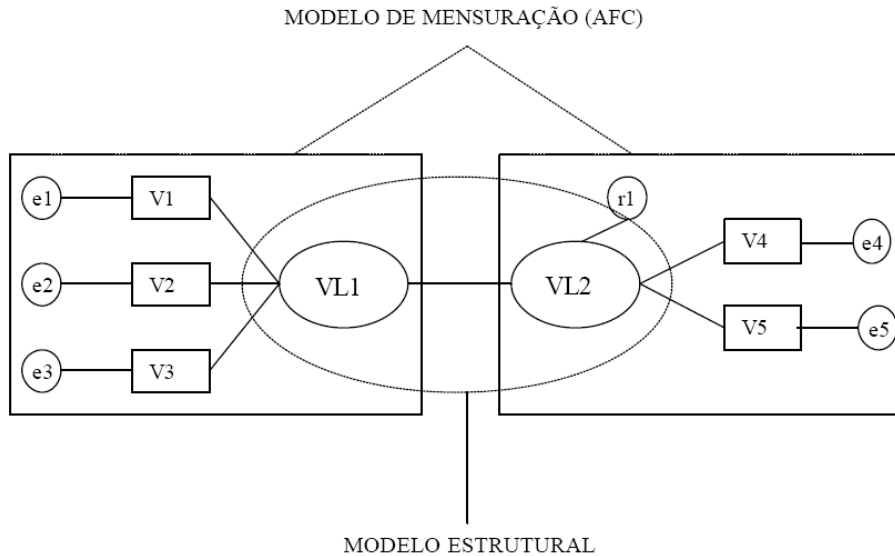 MODELO DE MENSURAÇÃO (AFC)
e1
V1
r1
V4
e4
e2
V2
VL1
VL2
V5
e5
e3
V3
MODELO ESTRUTURAL